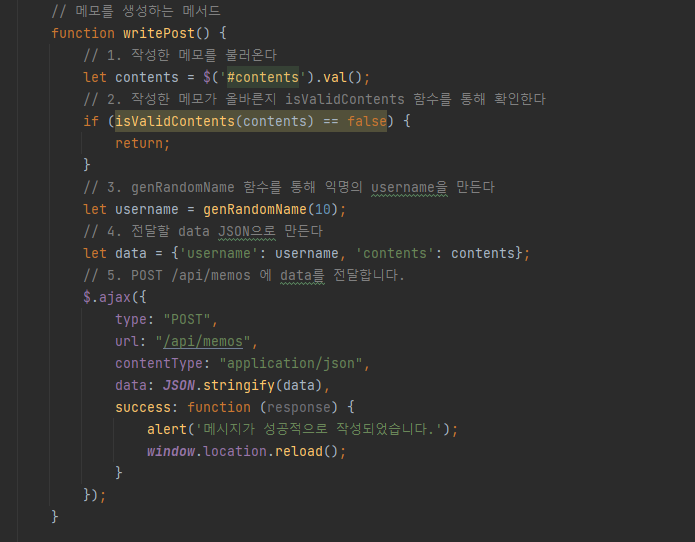 // 메모를 생성하는 메서드
function writePost() {
// 1. 작성한 메모를 불러온다
let contents = $('#contents').val();
// 2. 작성한 메모가 올바른지 isValidContents 함수를 통해 확인한다
if (isValidContents(contents) == false) {
return;
}
// 3. genRandomName 함수를 통해 익명의 username을 만든다
let username = genRandomName(10);
// 4. 전달할 data JSON으로 만든다
let data = {'username': username, 'contents': contents};
// 5. POST /api/memos 에 data를 전달합니다.
$.ajax({
type: "POST",
url: "/api/memos",
contentType: "application/json",
data: JSON.stringify(data),
success: function (response) {
alert('메시지가 성공적으로 작성되었습니다.');
window.location.reload();
}
});
}